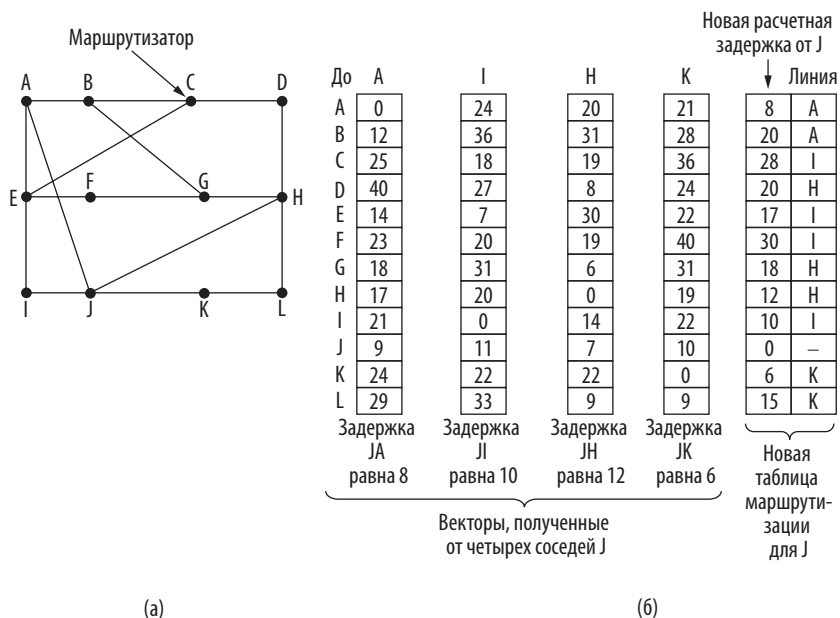 Маршрутизатор
A B C D
E F G H
I J K L
(а)
Новая расчетная
задержка от J
До A I H K Линия
A 0 24 20 21 8 A
B 12 36 31 28 20 A
C 25 18 19 36 28 I
D 40 27 8 24 20 H
E 14 7 30 22 17 I
F 23 20 19 40 30 I
G 18 31 6 31 18 H
H 17 20 0 19 12 H
I 21 0 14 22 10 I
J 9 11 7 10 0 –
K 24 22 22 0 6 K
L 29 33 9 9 15 K
Задержка
JA
равна 8
Задержка
JI
равна 10
Задержка
JH
равна 12
Задержка
JK
равна 6
Векторы, полученные
от четырех соседей J
Новая
таблица
маршрути-
зации
для J
(б)